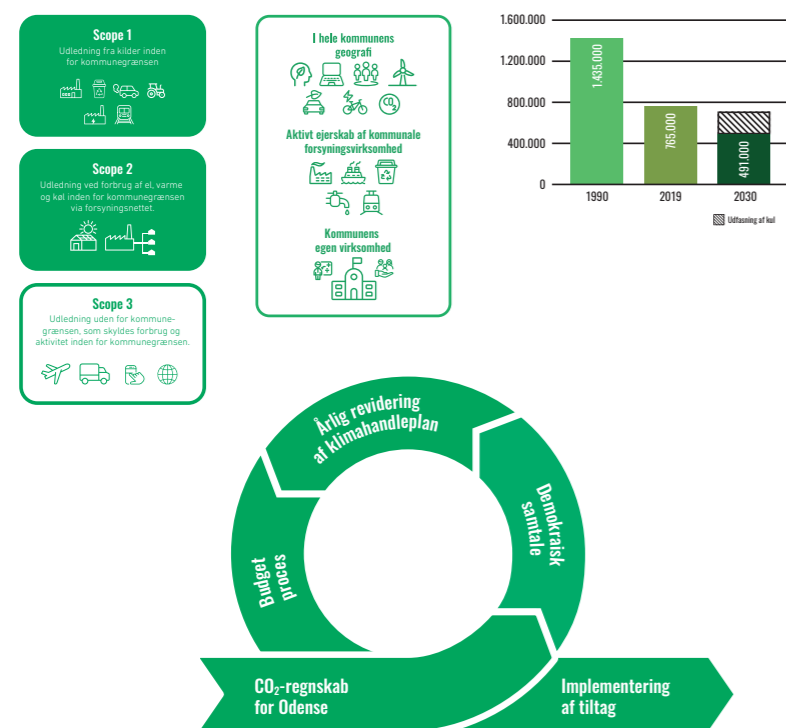 Scope 1
Udledning fra kilder inden
for kommunegrænsen
Scope 2
Udledning ved forbrug af el, varme
og køl inden for kommunegrænsen
via forsyningsnettet.
Scope 3
Udledning uden for kommune-
grænsen, som skyldes forbrug og
aktivitet inden for kommunegrænsen.
I hele kommunens
geografi
CO2
Aktivt ejerskab af kommunale
forsyningsvirksomhed
Kommunens
egen virksomhed
1.600.000
1.200.000
800.000
400.000
0
1.435.000
765.000
491.000
1990
2019
2030
Udfasning af kul
Årlig revidering
af klimahandleplan
Demokraisk
samtale
Budget
proces
CO₂-regnskab
for Odense
Implementering
af tiltag